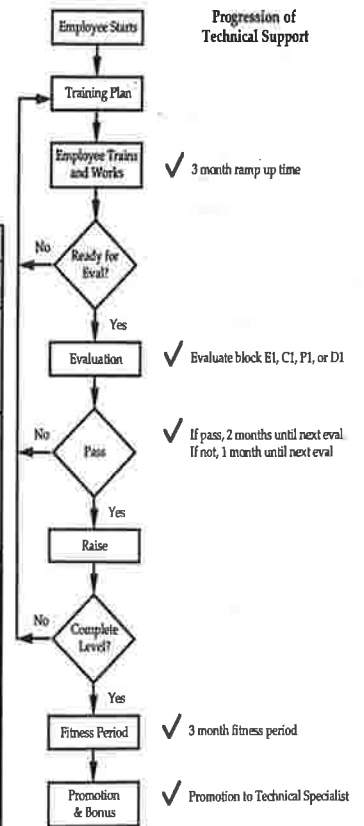 Progression of
Technical Support
Employee Starts
Training Plan
Employee Trains
and Works
3 month ramp up time
Ready for
Eval?
No
Yes
Evaluation
Evaluate block E1, C1, P1, or D1
Pass
No
If pass, 2 months until next eval
If not, 1 month until next eval
Yes
Raise
Complete
Level?
No
Yes
Fitness Period
3 month fitness period
Promotion
& Bonus
Promotion to Technical Specialist